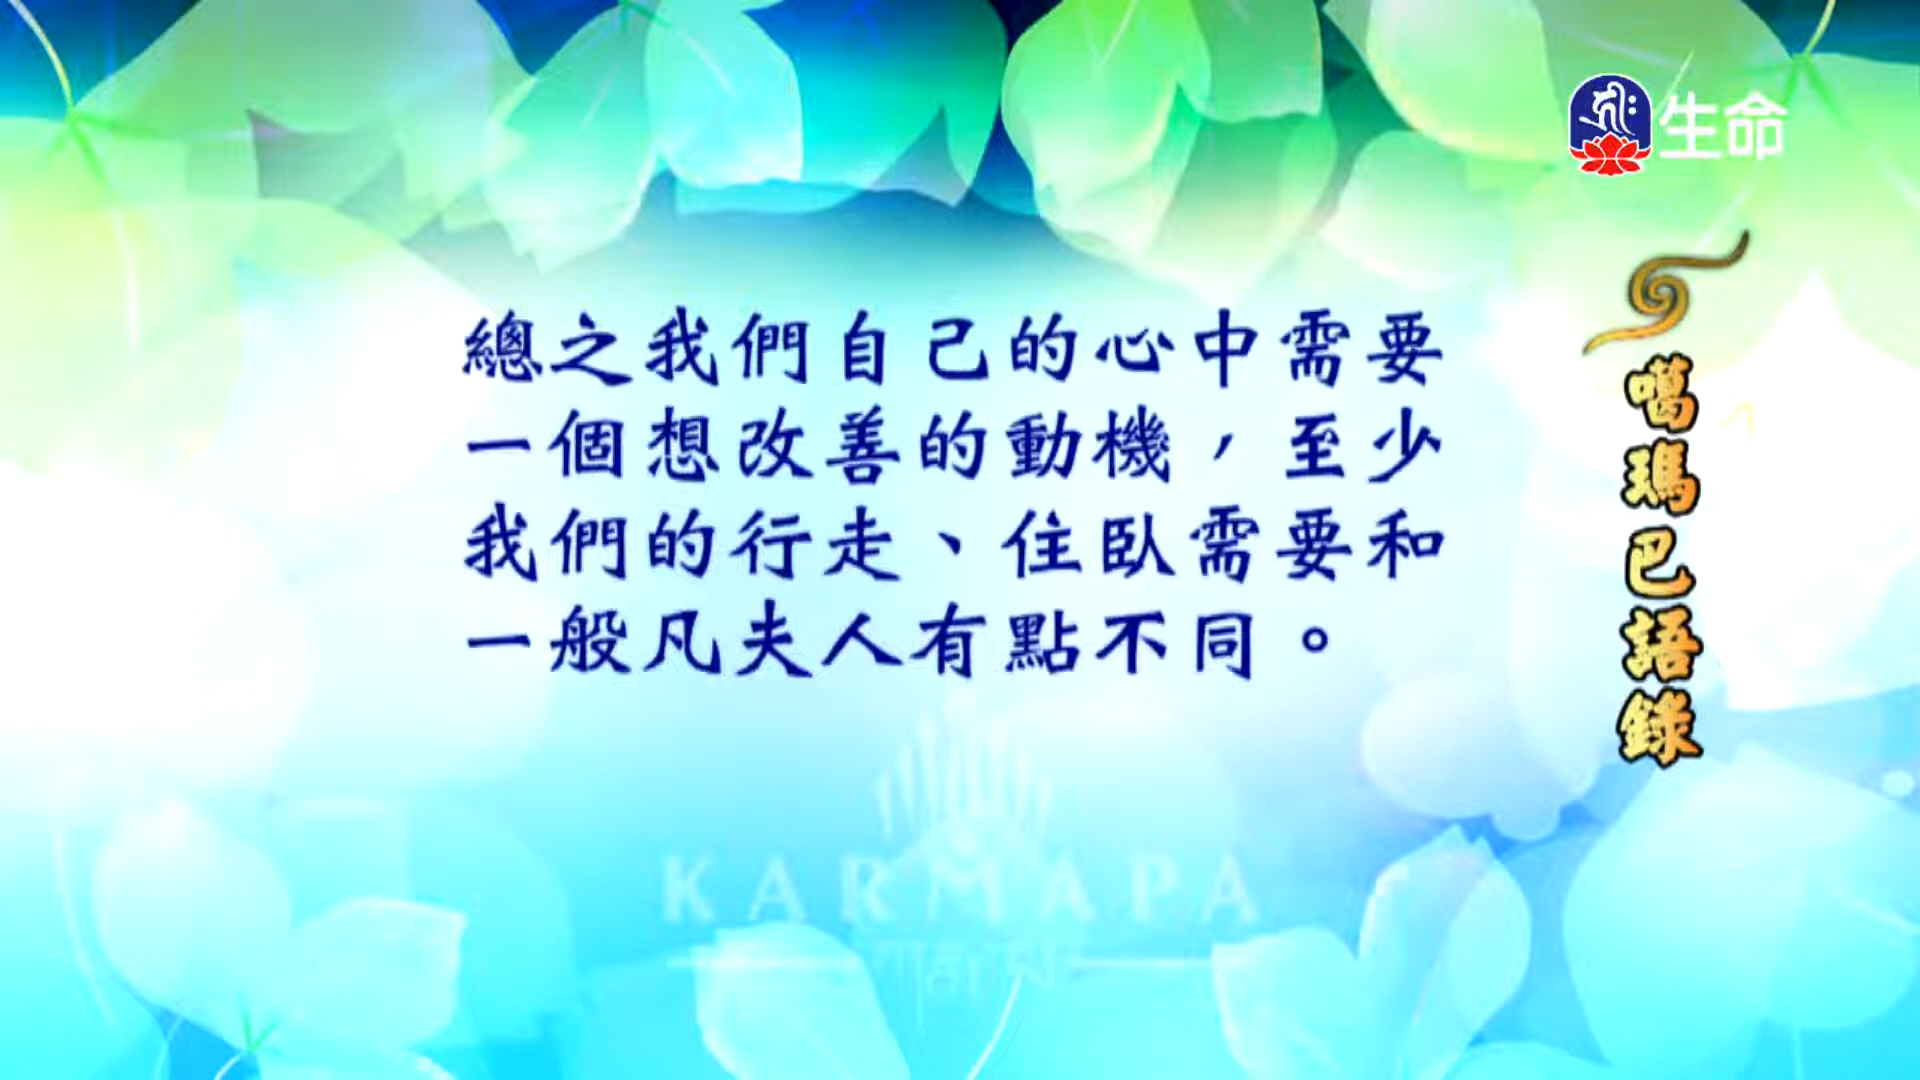 生命
總之我們自己的心中需要
一個想改善的動機，至少
我們的行走、住臥需要和
一般凡夫人有點不同。
噶瑪巴語錄
KARMAPA